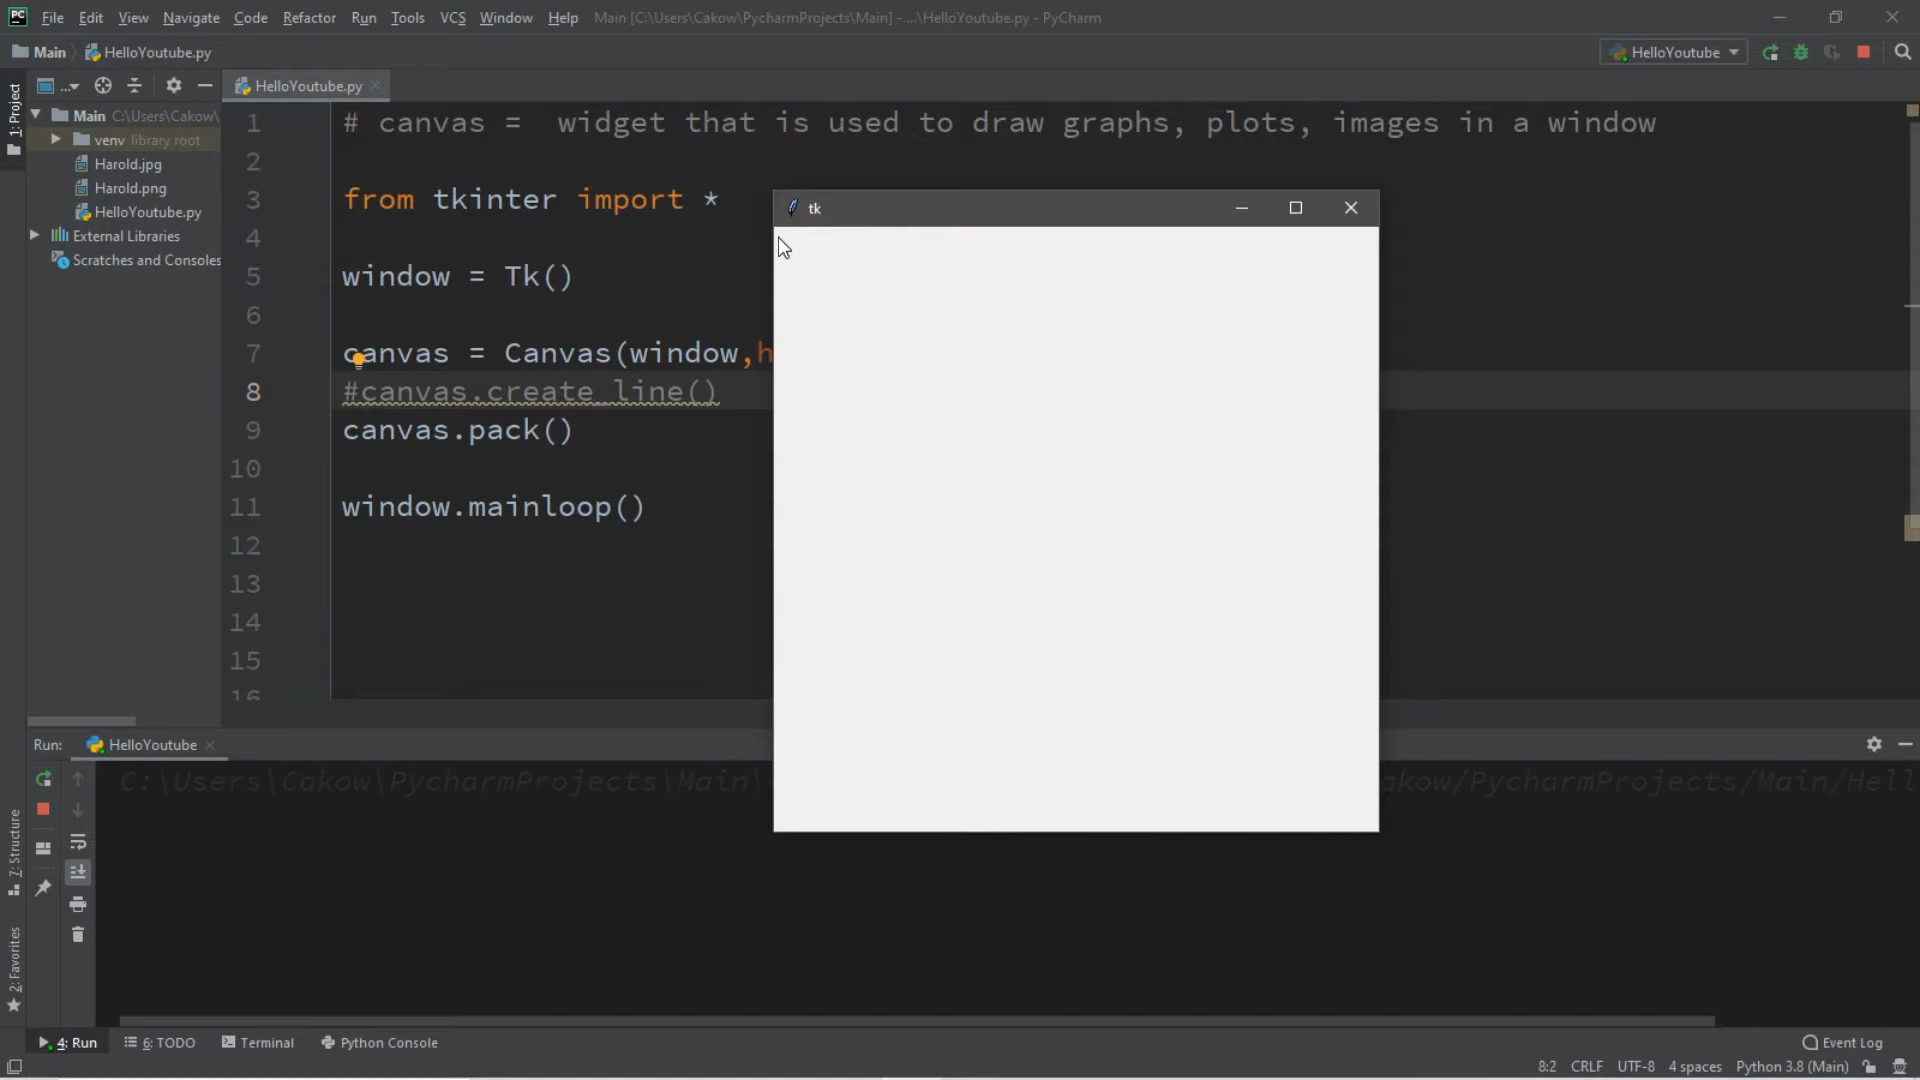 File Edit View Navigate Code Refactor Run Tools VCS Window Help Main [C:\Users\Cakow\PycharmProjects\Main] - ...\HelloYoutube.py - PyCharm
Main HelloYoutube.py HelloYoutube
... HelloYoutube.py
1: Project
Main C:\Users\Cakow\
venv library root
Harold.jpg
Harold.png
HelloYoutube.py
External Libraries
Scratches and Consoles
1 # canvas =  widget that is used to draw graphs, plots, images in a window
2
3 from tkinter import *
4
5 window = Tk()
6
7 canvas = Canvas(window,h
8 #canvas.create_line()
9 canvas.pack()
10
11 window.mainloop()
12
13
14
15
16
tk
Run: HelloYoutube
C:\Users\Cakow\PycharmProjects\Main\ akow/PycharmProjects/Main/Hell
7: Structure
2: Favorites
4: Run 6: TODO Terminal Python Console Event Log
8:2 CRLF UTF-8 4 spaces Python 3.8 (Main)